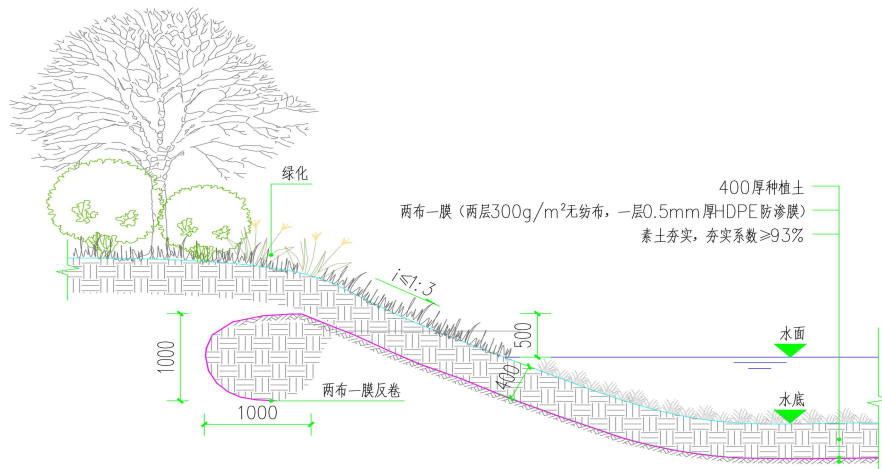 绿化
400厚种植土
两布一膜（两层300g/m²无纺布，一层0.5mm厚HDPE防渗膜）
素土夯实，夯实系数≥93%
i≤1:3
500
水面
1000
400
两布一膜反卷
水底
1000